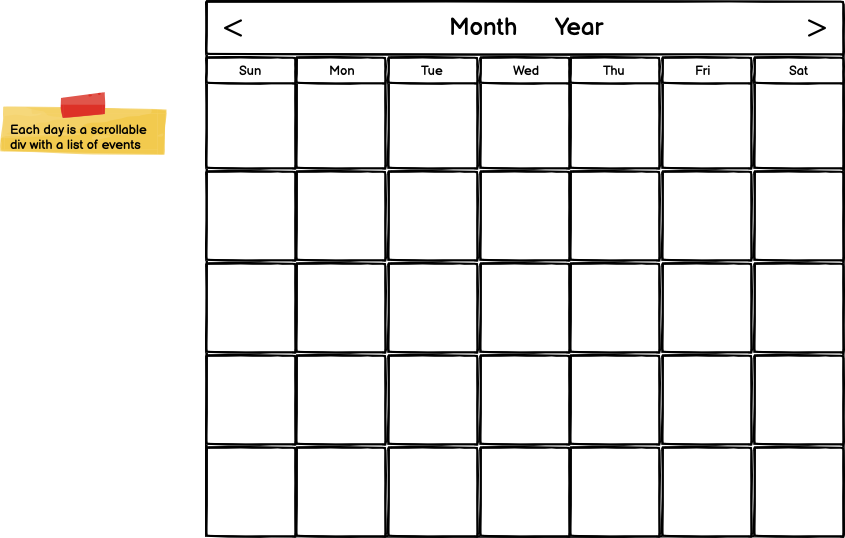 < Month Year >
Sun Mon Tue Wed Thu Fri Sat
Each day is a scrollable
div with a list of events